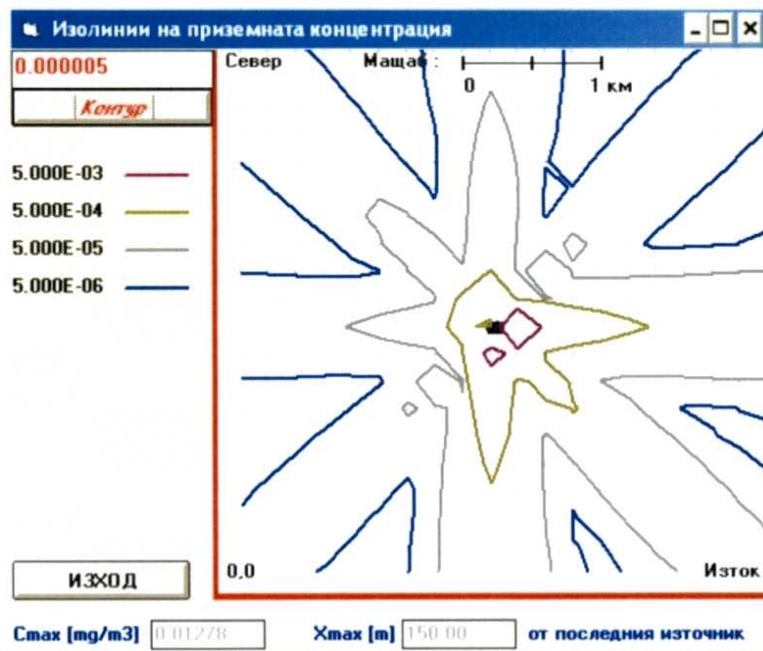 Изолинии на приземната концентрация
0.000005
Контур
5.000E-03
5.000E-04
5.000E-05
5.000E-06
ИЗХОД
Север
Мащаб :
0 1 км
0,0
Изток
Cmax [mg/m3] 0.01278 Xmax [m] 150.00 от последния източник